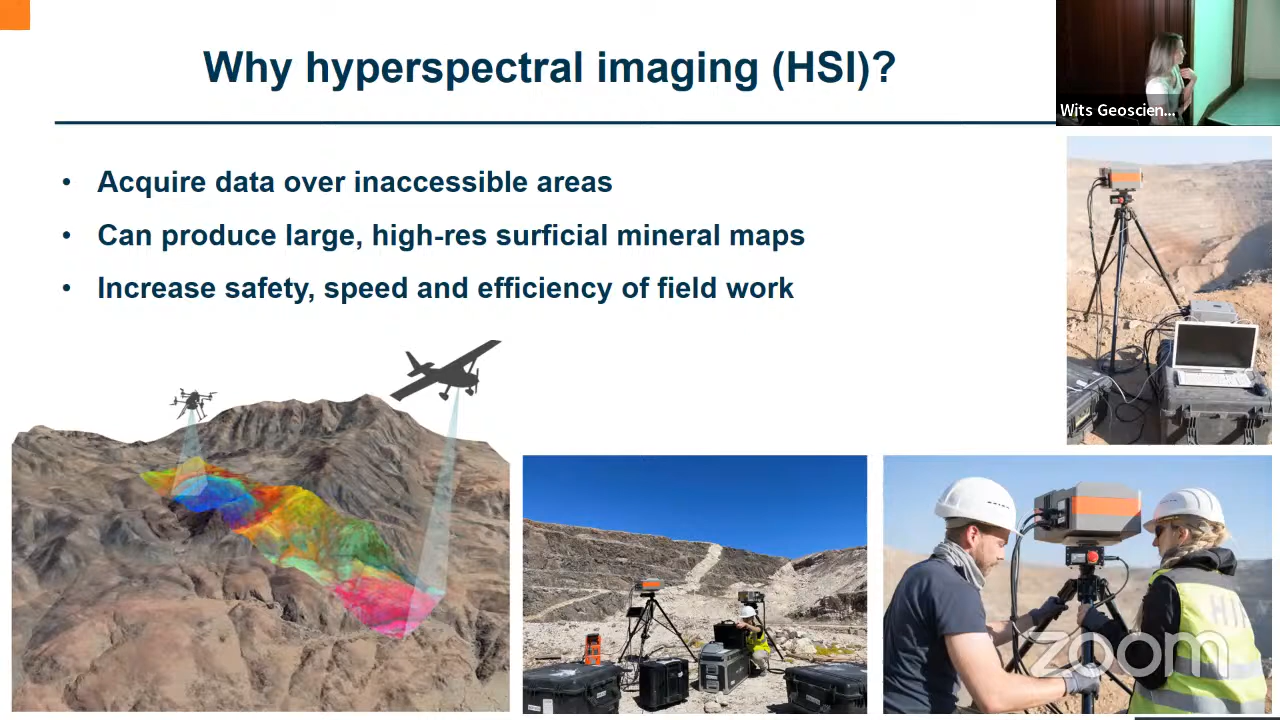 Why hyperspectral imaging (HSI)?
Wits Geoscien...
• Acquire data over inaccessible areas
• Can produce large, high-res surficial mineral maps
• Increase safety, speed and efficiency of field work
zoom